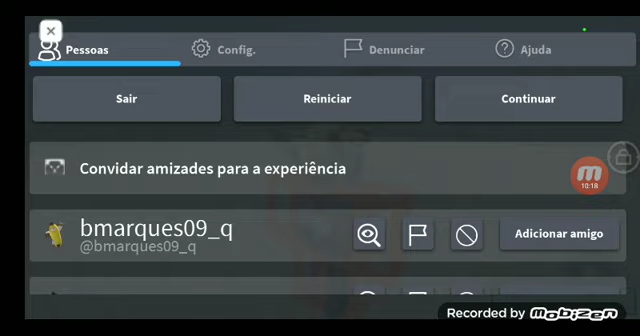 Pessoas
Config.
Denunciar
Ajuda
Sair
Reiniciar
Continuar
Convidar amizades para a experiência
10:18
bmarques09_q
@bmarques09_q
Adicionar amigo
Recorded by Mobizen